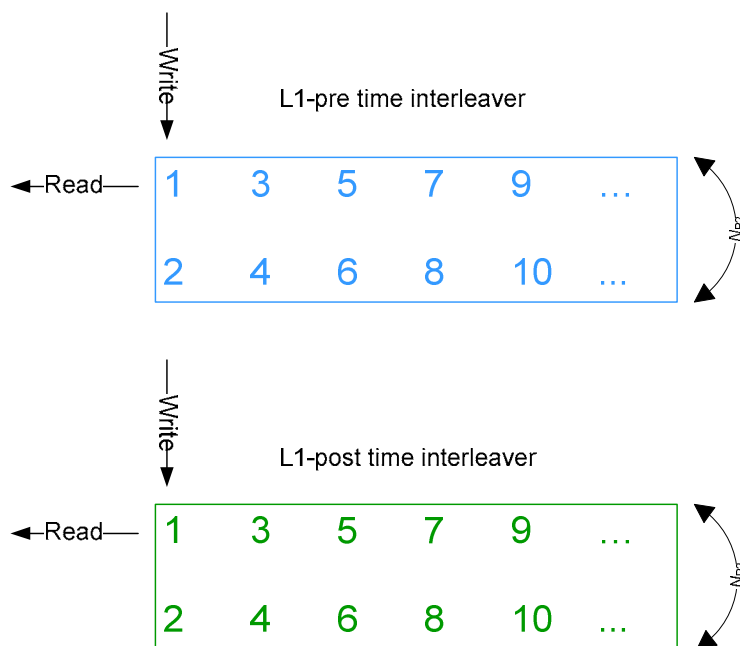 Write
L1-pre time interleaver
Read
1 3 5 7 9 ...
2 4 6 8 10 ...
Write
L1-post time interleaver
Read
1 3 5 7 9 ...
2 4 6 8 10 ...